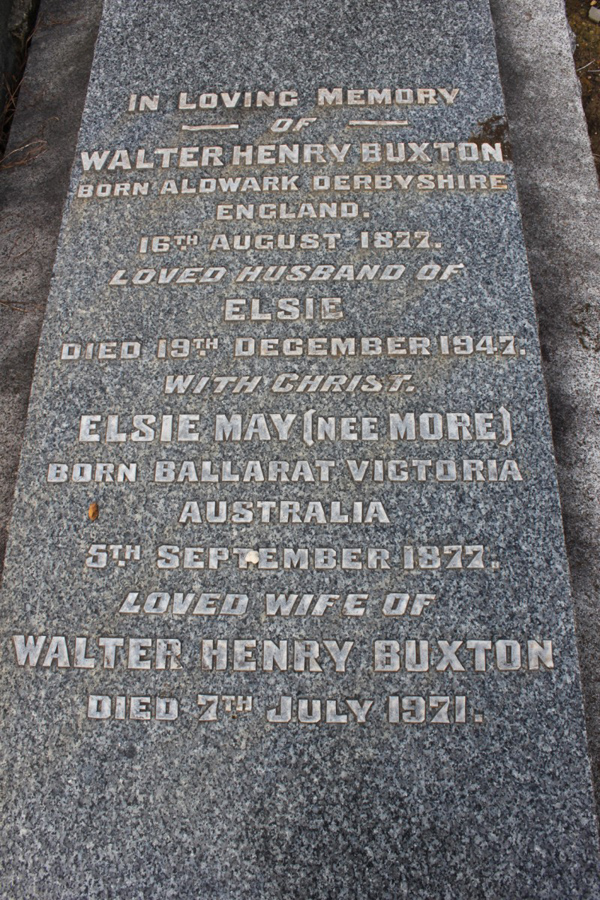 IN LOVING MEMORY
OF
WALTER HENRY BUXTON
BORN ALDWARK DERBYSHIRE
ENGLAND.
16TH AUGUST 1877.
LOVED HUSBAND OF
ELSIE
DIED 19TH DECEMBER 1947.
WITH CHRIST.
ELSIE MAY (NEE MORE)
BORN BALLARAT VICTORIA
AUSTRALIA
5TH SEPTEMBER 1877.
LOVED WIFE OF
WALTER HENRY BUXTON
DIED 7TH JULY 1971.